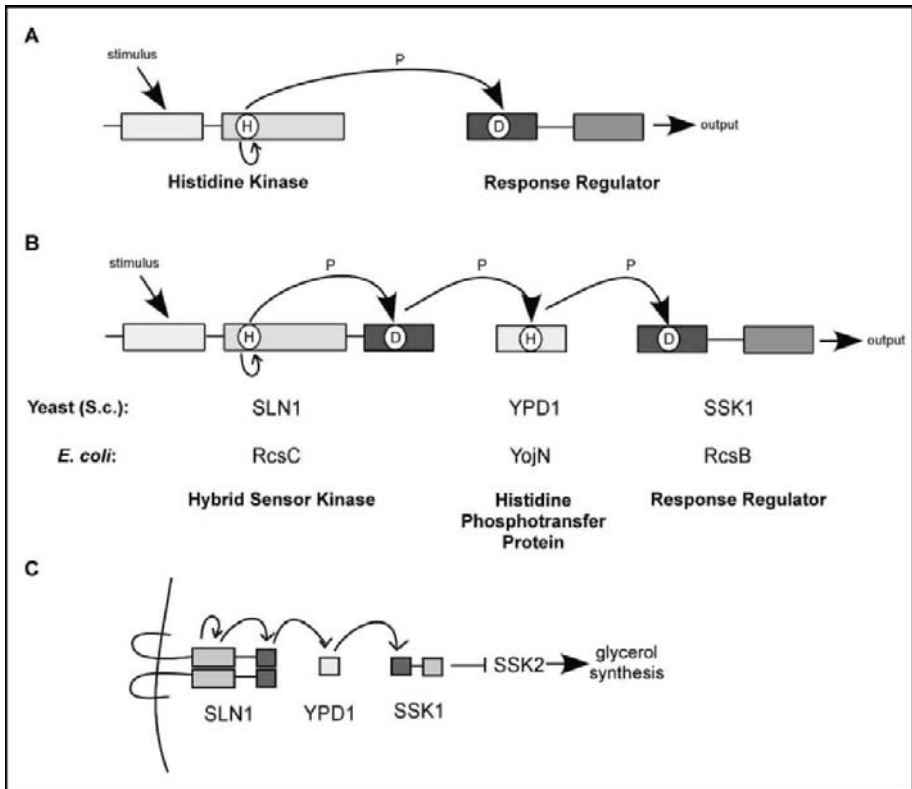 A
stimulus
P
H
D
output
Histidine Kinase
Response Regulator
B
stimulus
P
P
P
H
D
H
D
output
Yeast (S.c.): SLN1 YPD1 SSK1
E. coli: RcsC YojN RcsB
Hybrid Sensor Kinase
Histidine
Phosphotransfer
Protein
Response Regulator
C
SLN1
YPD1
SSK1
SSK2
glycerol
synthesis